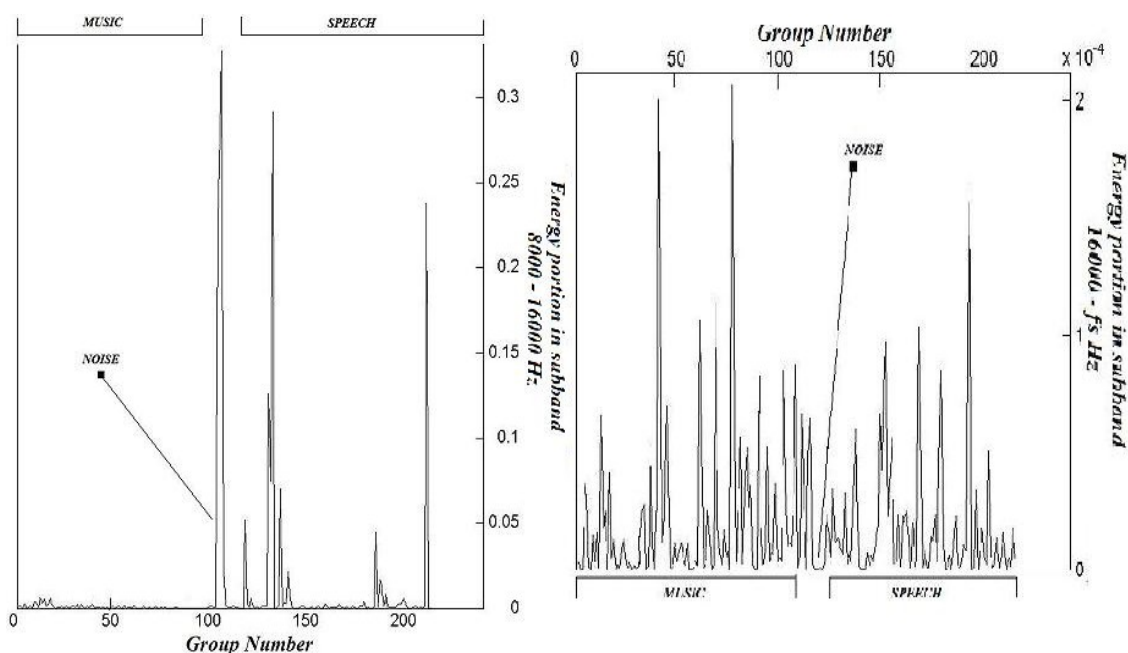 MUSIC SPEECH
0.3
0.25
0.2
0.15
0.1
0.05
0
NOISE
0 50 100 150 200
Group Number
Energy portion in subband
8000 - 16000 Hz
Group Number
0 50 100 150 200 x 10-4
2
1
0
NOISE
Energy portion in subband
16000 - fs Hz
MUSIC SPEECH